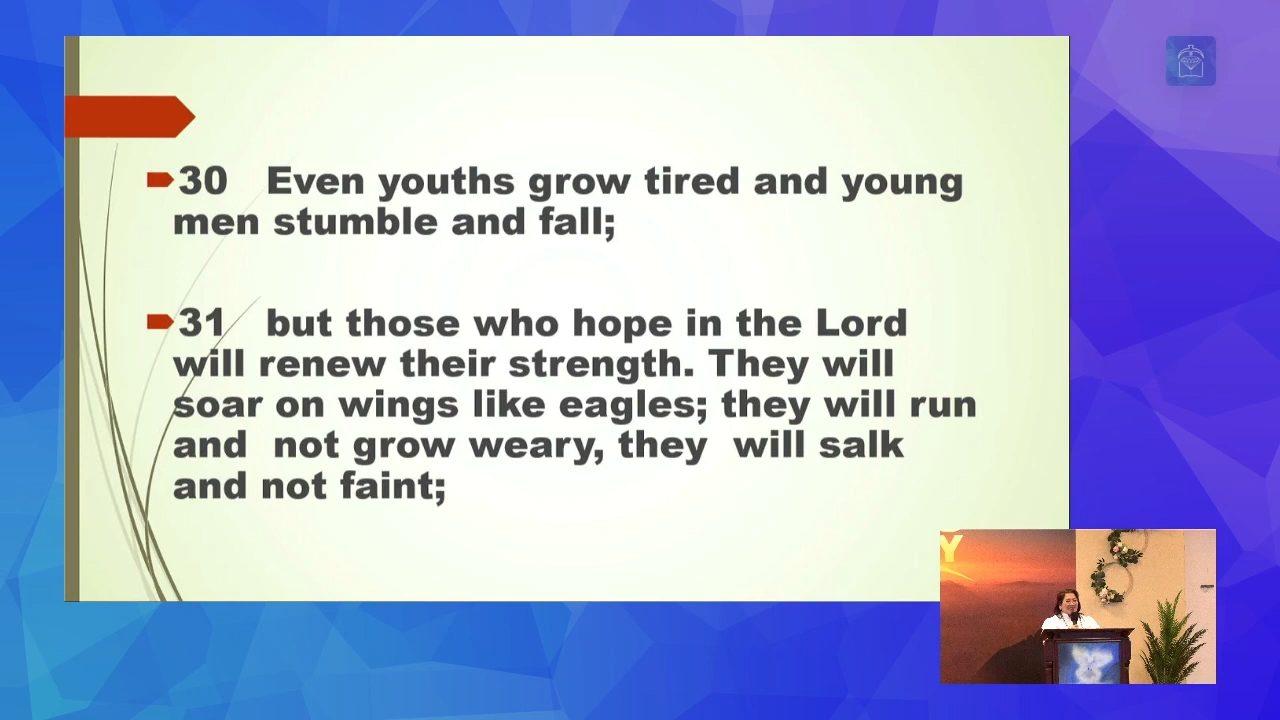 30 Even youths grow tired and young
men stumble and fall;
31 but those who hope in the Lord
will renew their strength. They will
soar on wings like eagles; they will run
and not grow weary, they will salk
and not faint;
Y